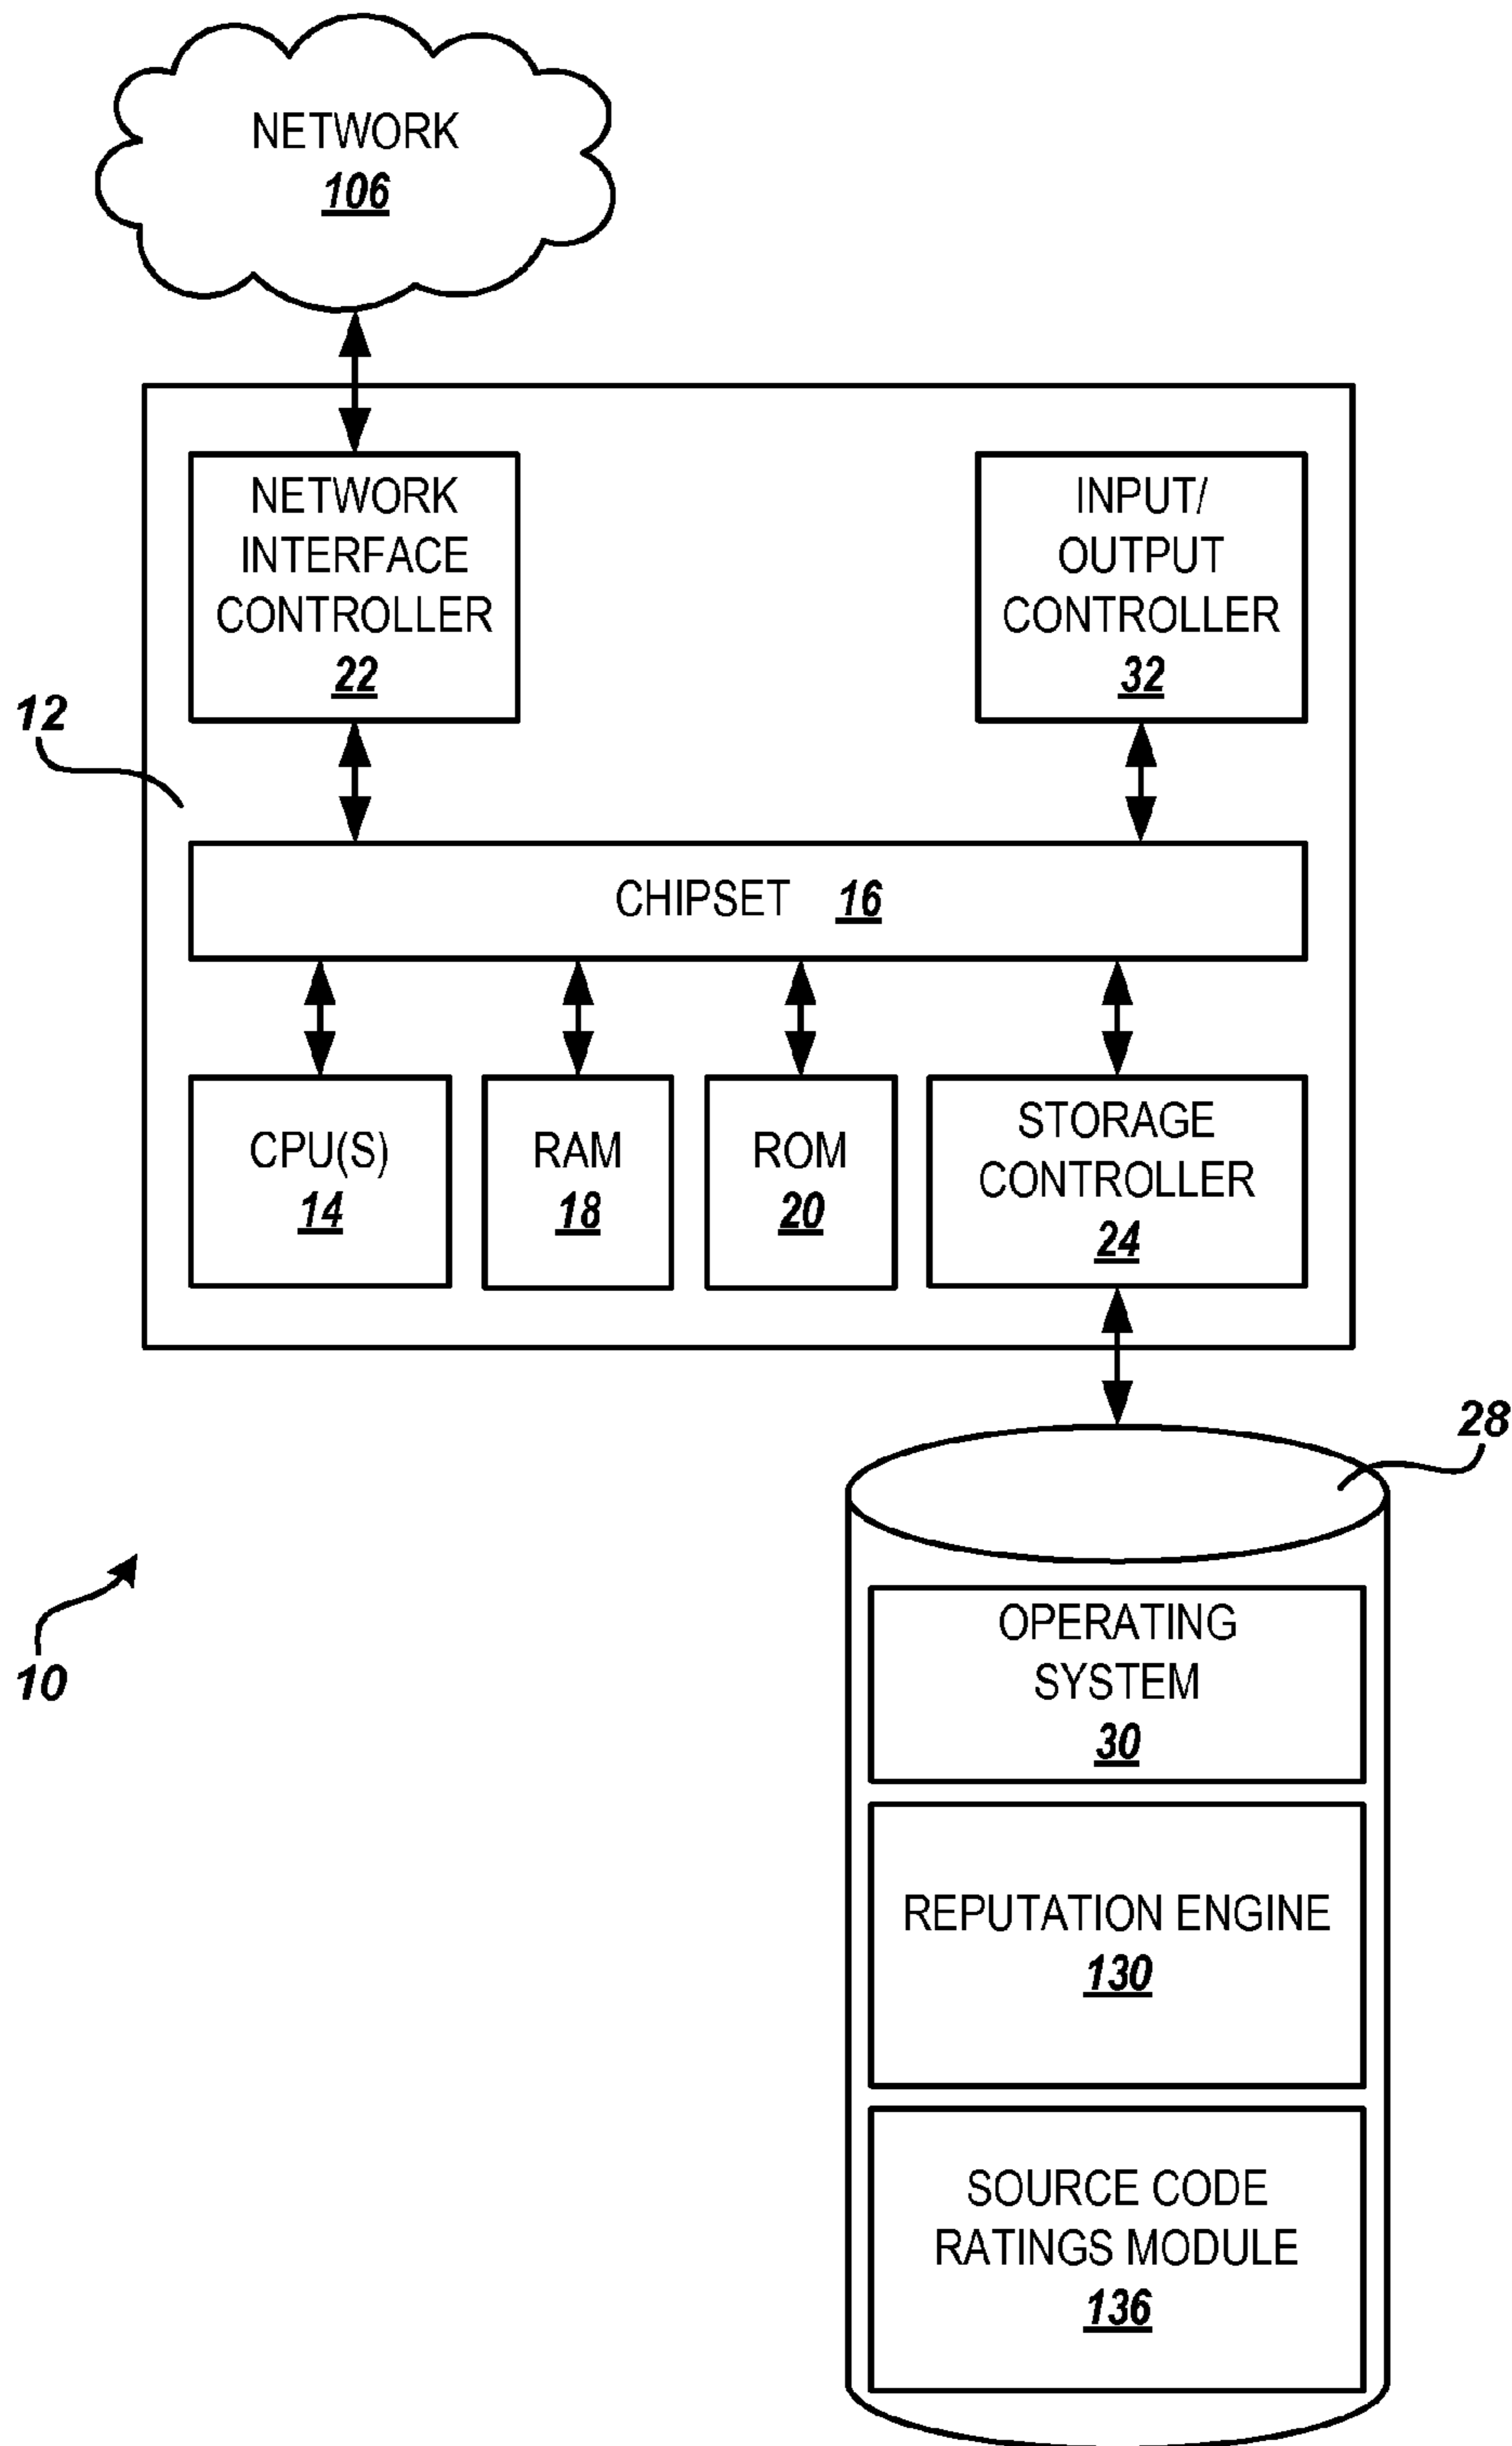 NETWORK
106
NETWORK
INTERFACE
CONTROLLER
22
INPUT/
OUTPUT
CONTROLLER
32
12
CHIPSET 16
CPU(S)
14
RAM
18
ROM
20
STORAGE
CONTROLLER
24
28
10
OPERATING
SYSTEM
30
REPUTATION ENGINE
130
SOURCE CODE
RATINGS MODULE
136